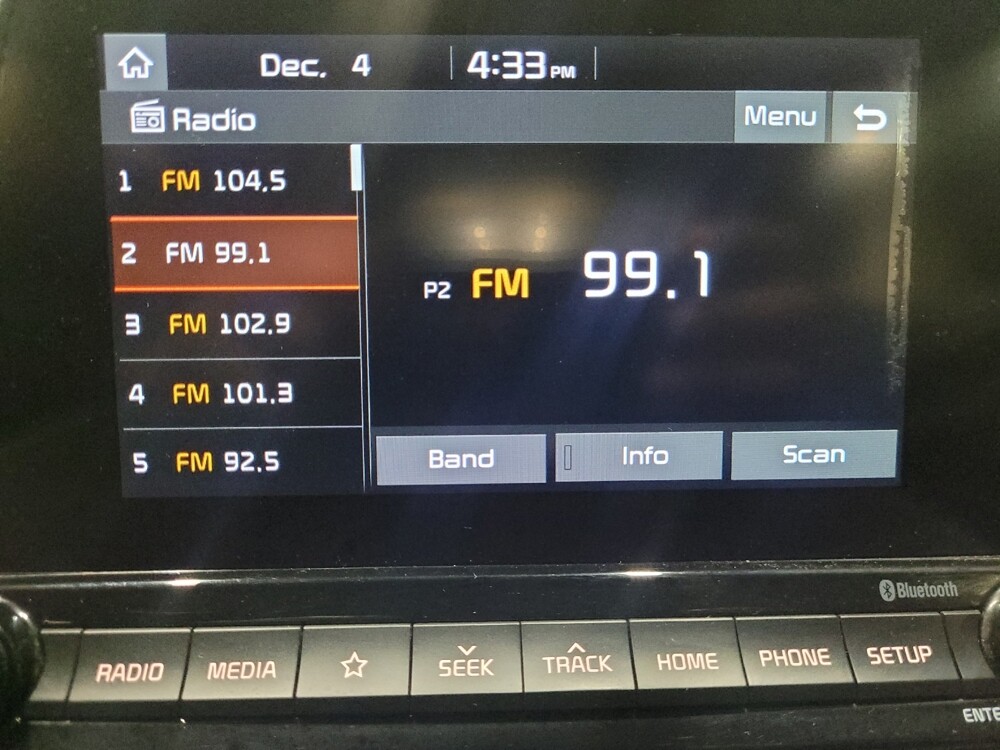 Dec. 4 4:33 PM
Radio Menu
1 FM 104.5
2 FM 99.1
3 FM 102.9
4 FM 101.3
5 FM 92.5
P2 FM 99.1
Band Info Scan
Bluetooth
RADIO MEDIA SEEK TRACK HOME PHONE SETUP